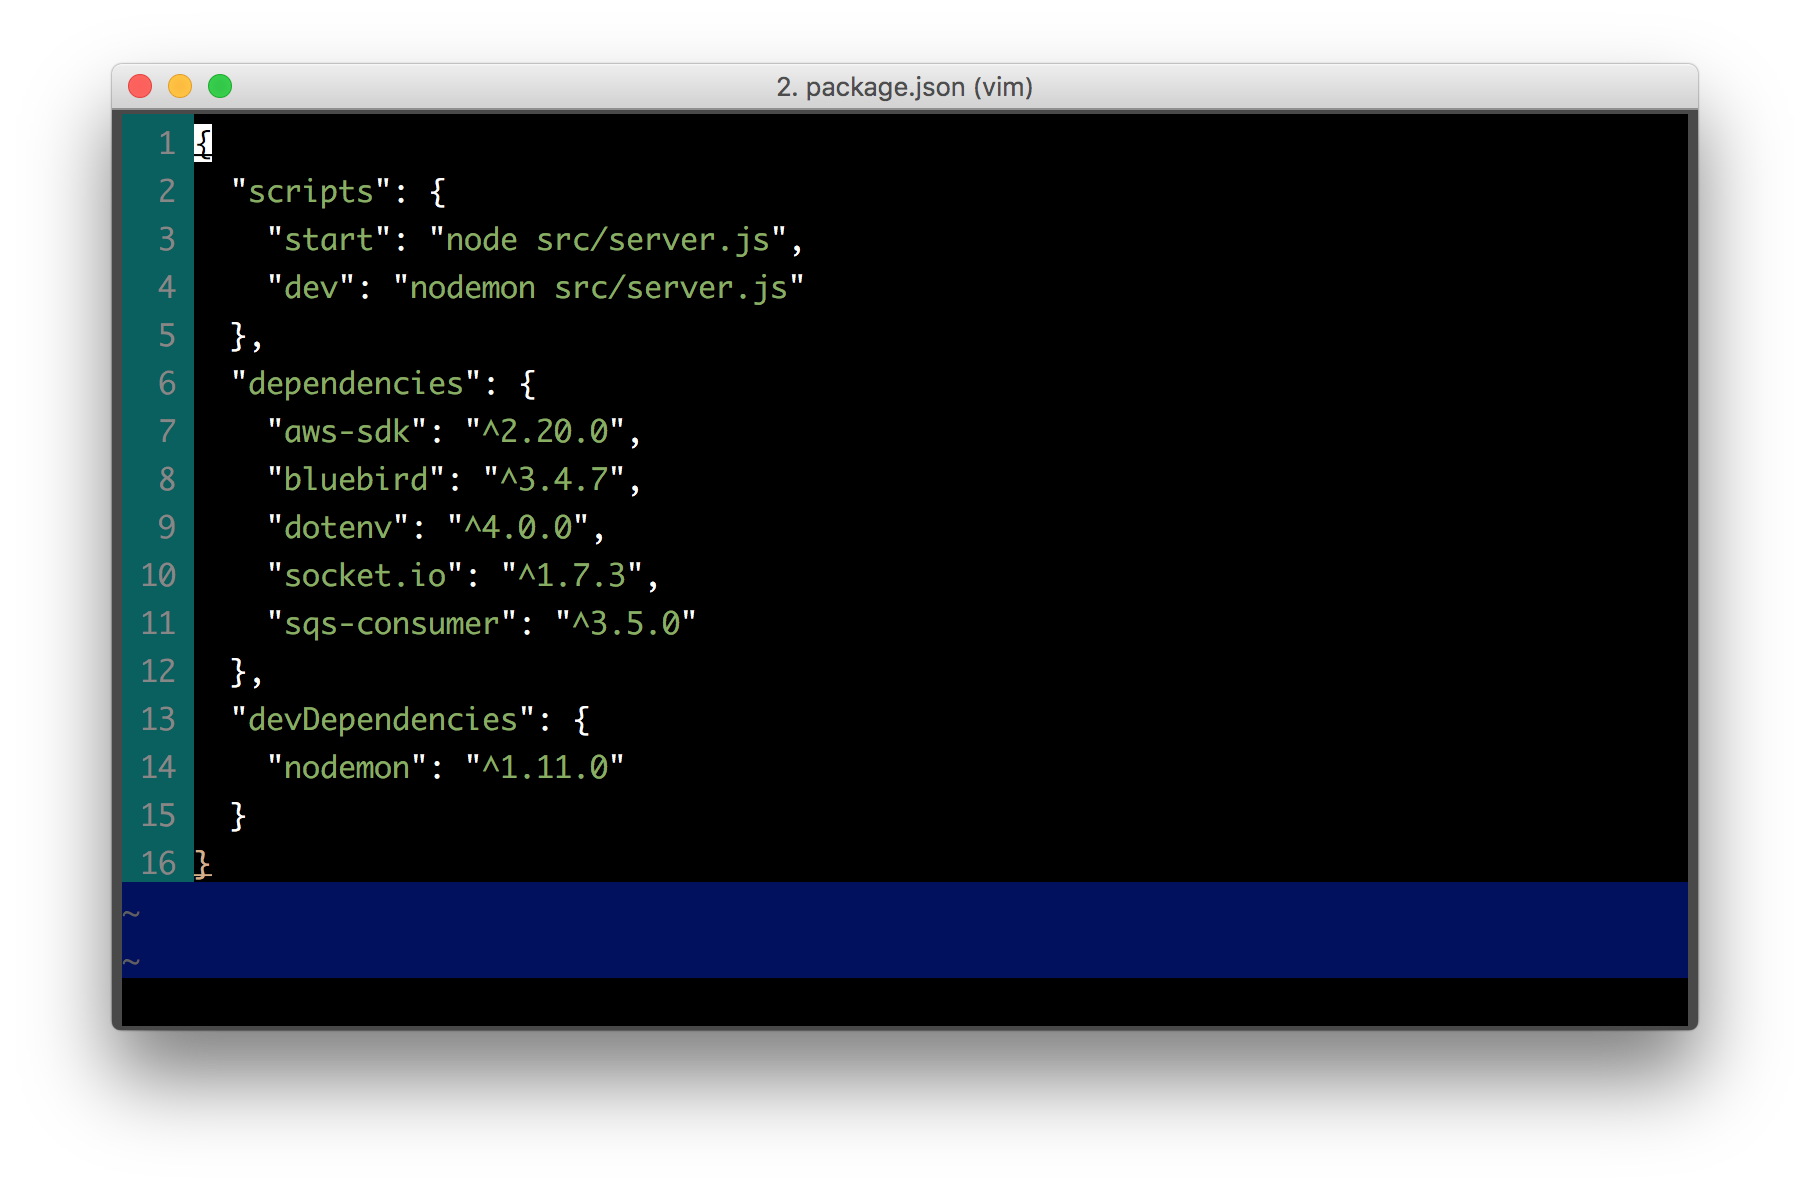 2. package.json (vim)
1 {
2   "scripts": {
3     "start": "node src/server.js",
4     "dev": "nodemon src/server.js"
5   },
6   "dependencies": {
7     "aws-sdk": "^2.20.0",
8     "bluebird": "^3.4.7",
9     "dotenv": "^4.0.0",
10     "socket.io": "^1.7.3",
11     "sqs-consumer": "^3.5.0"
12   },
13   "devDependencies": {
14     "nodemon": "^1.11.0"
15   }
16 }
~
~